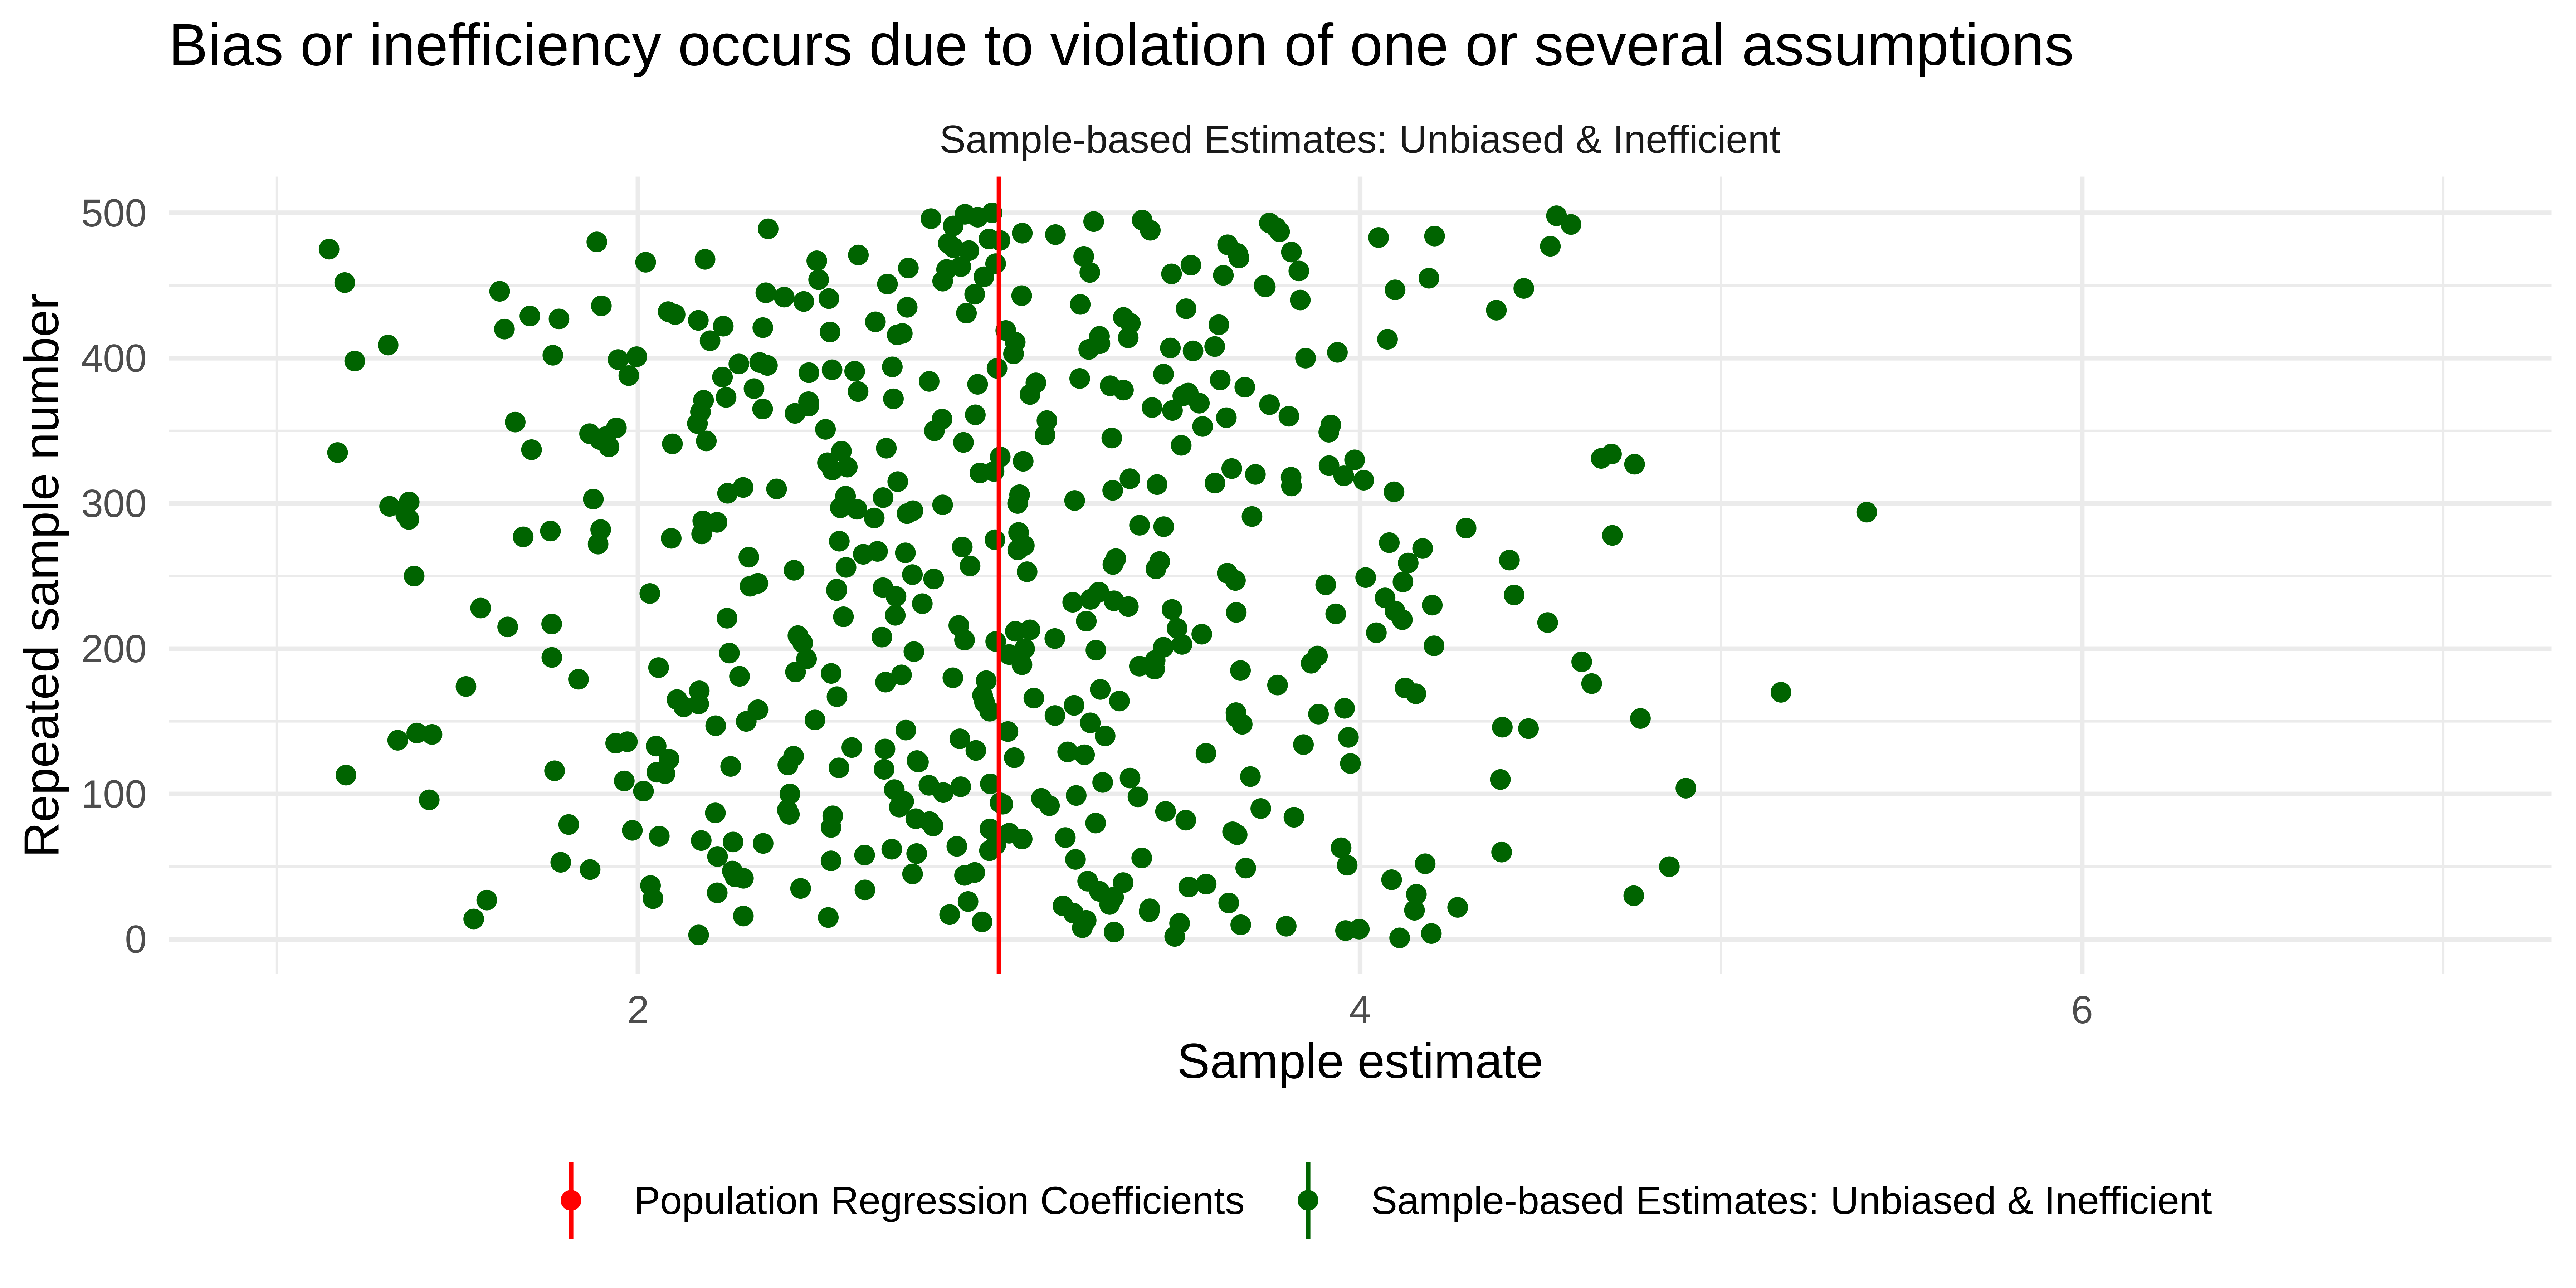 Bias or inefficiency occurs due to violation of one or several assumptions
Sample-based Estimates: Unbiased & Inefficient
500
400
300
200
100
0
Repeated sample number
2 4 6
Sample estimate
Population Regression Coefficients Sample-based Estimates: Unbiased & Inefficient